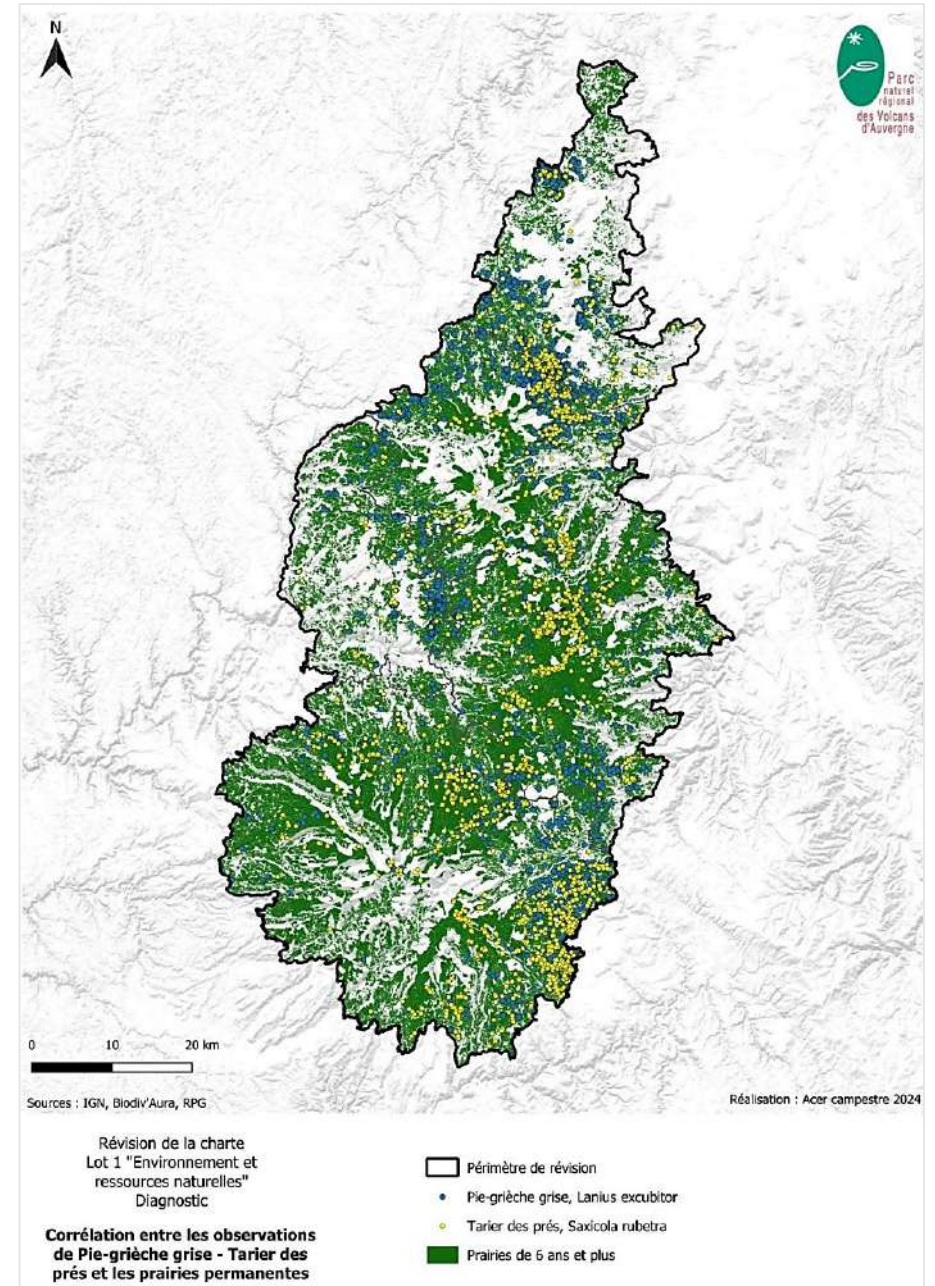 N
Parc
naturel
régional
des Volcans
d'Auvergne
0 10 20 km
Sources : IGN, Biodiv'Aura, RPG
Réalisation : Acer campestre 2024
Révision de la charte
Lot 1 "Environnement et
ressources naturelles"
Diagnostic
Corrélation entre les observations
de Pie-grièche grise - Tarier des
prés et les prairies permanentes
Périmètre de révision
Pie-grièche grise, Lanius excubitor
Tarier des prés, Saxicola rubetra
Prairies de 6 ans et plus